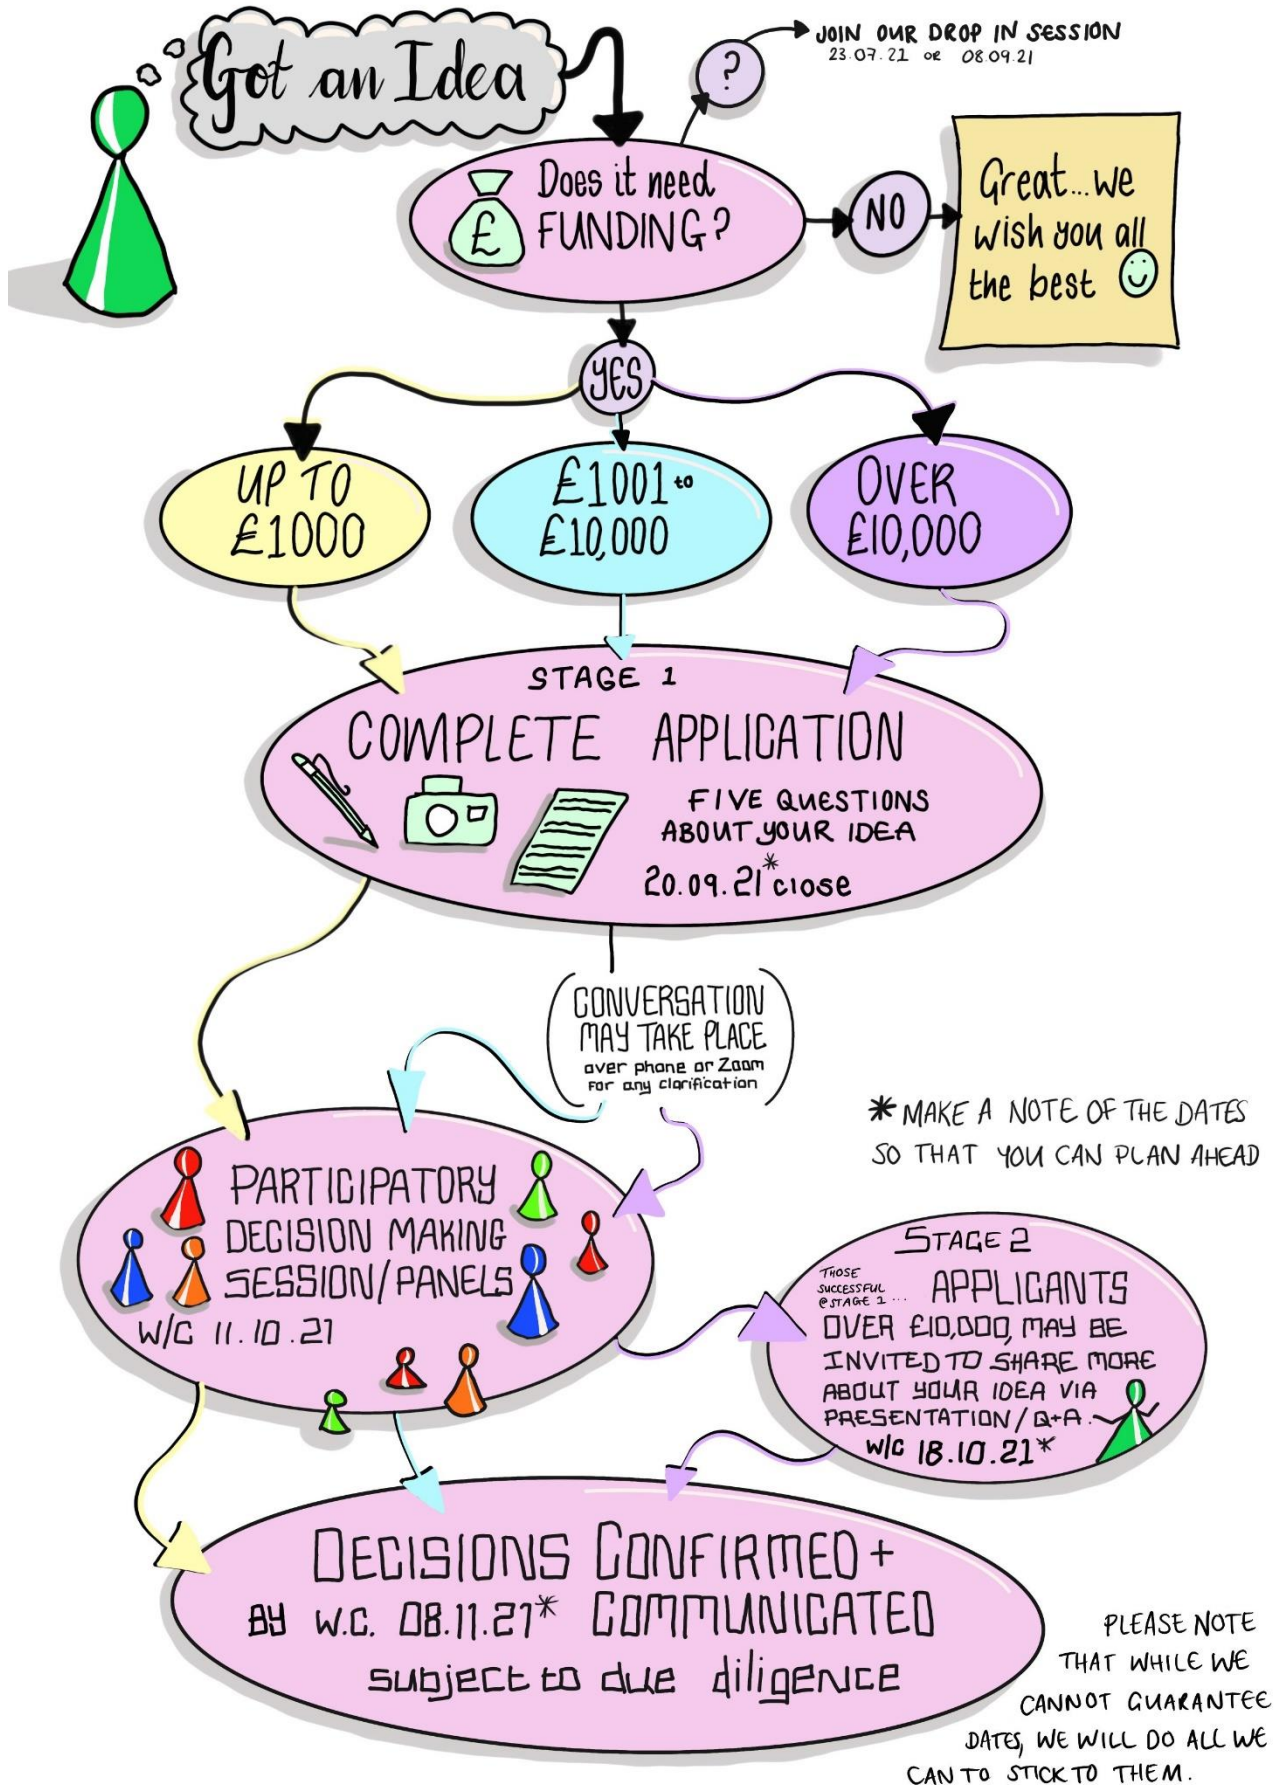 Got an Idea
?
JOIN OUR DROP IN SESSION
23.07.21 OR 08.09.21
£
Does it need
FUNDING?
NO
Great...we
wish you all
the best
YES
UP TO
£1000
£1001 to
£10,000
OVER
£10,000
STAGE 1
COMPLETE APPLICATION
FIVE QUESTIONS
ABOUT YOUR IDEA
20.09.21* close
(CONVERSATION
MAY TAKE PLACE
over phone or Zoom
For any clarification)
* MAKE A NOTE OF THE DATES
SO THAT YOU CAN PLAN AHEAD
PARTICIPATORY
DECISION MAKING
SESSION/PANELS
W/C 11.10.21
STAGE 2
THOSE
SUCCESSFUL
@ STAGE 1 ...
APPLICANTS
OVER £10,000, MAY BE
INVITED TO SHARE MORE
ABOUT YOUR IDEA VIA
PRESENTATION/Q+A.
W/C 18.10.21*
DECISIONS CONFIRMED +
BY W.C. 08.11.21* COMMUNICATED
subject to due diligence
PLEASE NOTE
THAT WHILE WE
CANNOT GUARANTEE
DATES, WE WILL DO ALL WE
CAN TO STICK TO THEM.